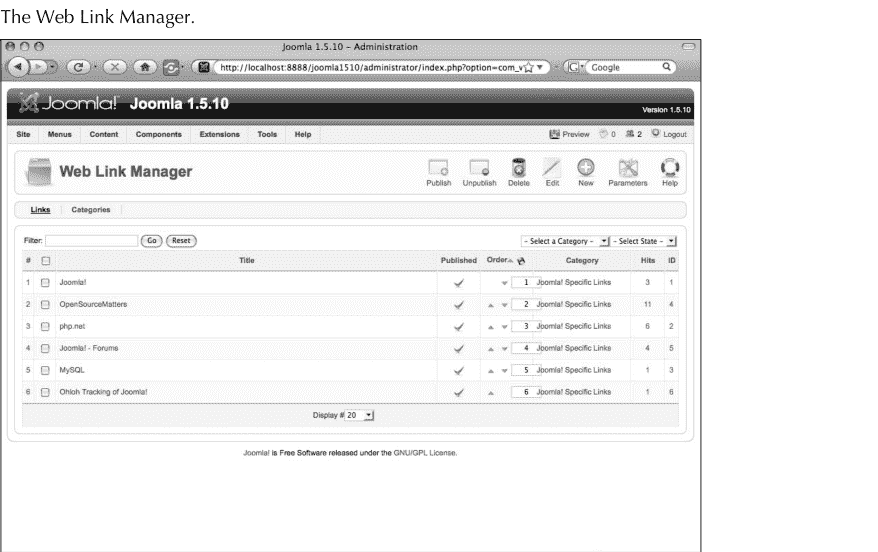 The Web Link Manager.
Joomla 1.5.10 – Administration
http://localhost:8888/joomla1510/administrator/index.php?option=com_v
Google
Joomla! Joomla 1.5.10
Version 1.5.10
Site Menus Content Components Extensions Tools Help Preview 0 2 Logout
Web Link Manager
Publish Unpublish Delete Edit New Parameters Help
Links Categories
Filter: Go Reset - Select a Category - - Select State -
# Title Published Order Category Hits ID
1 Joomla! 1 Joomla! Specific Links 3 1
2 OpenSourceMatters 2 Joomla! Specific Links 11 4
3 php.net 3 Joomla! Specific Links 6 2
4 Joomla! - Forums 4 Joomla! Specific Links 4 5
5 MySQL 5 Joomla! Specific Links 1 3
6 Ohloh Tracking of Joomla! 6 Joomla! Specific Links 1 6
Display # 20
Joomla! is Free Software released under the GNU/GPL License.